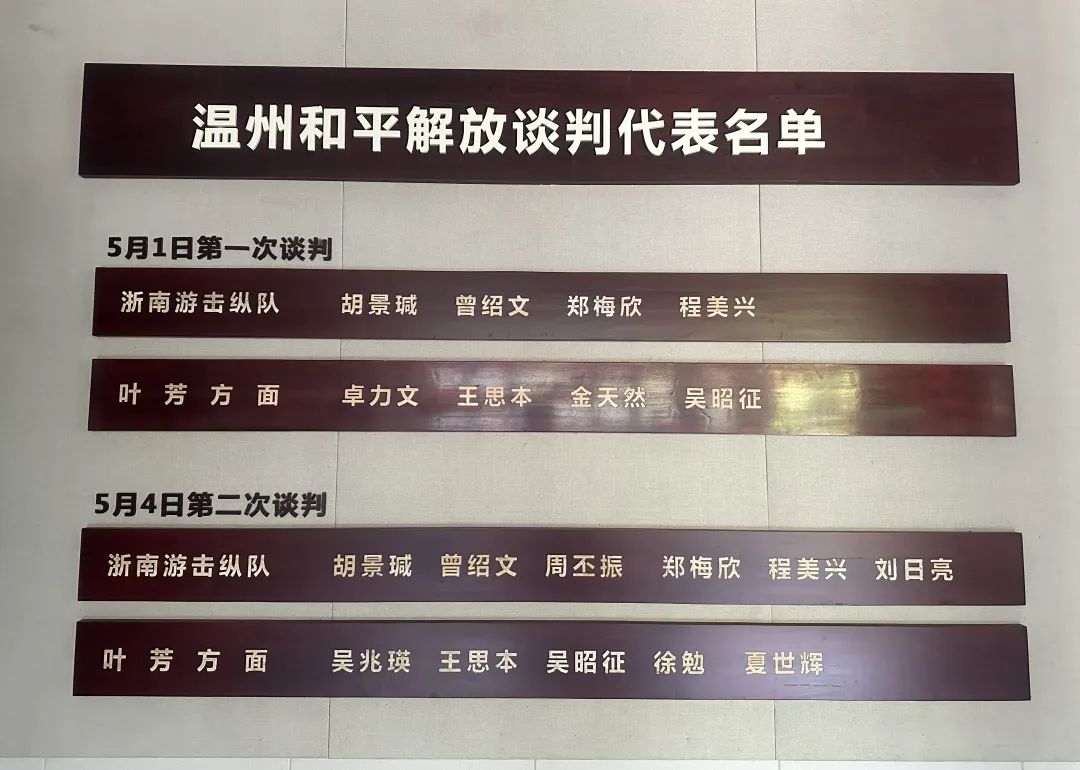 温州和平解放谈判代表名单
5月1日第一次谈判
浙南游击纵队 胡景瑊 曾绍文 郑梅欣 程美兴
叶芳方面 卓力文 王思本 金天然 吴昭征
5月4日第二次谈判
浙南游击纵队 胡景瑊 曾绍文 周丕振 郑梅欣 程美兴 刘日亮
叶芳方面 吴兆瑛 王思本 吴昭征 徐勉 夏世辉